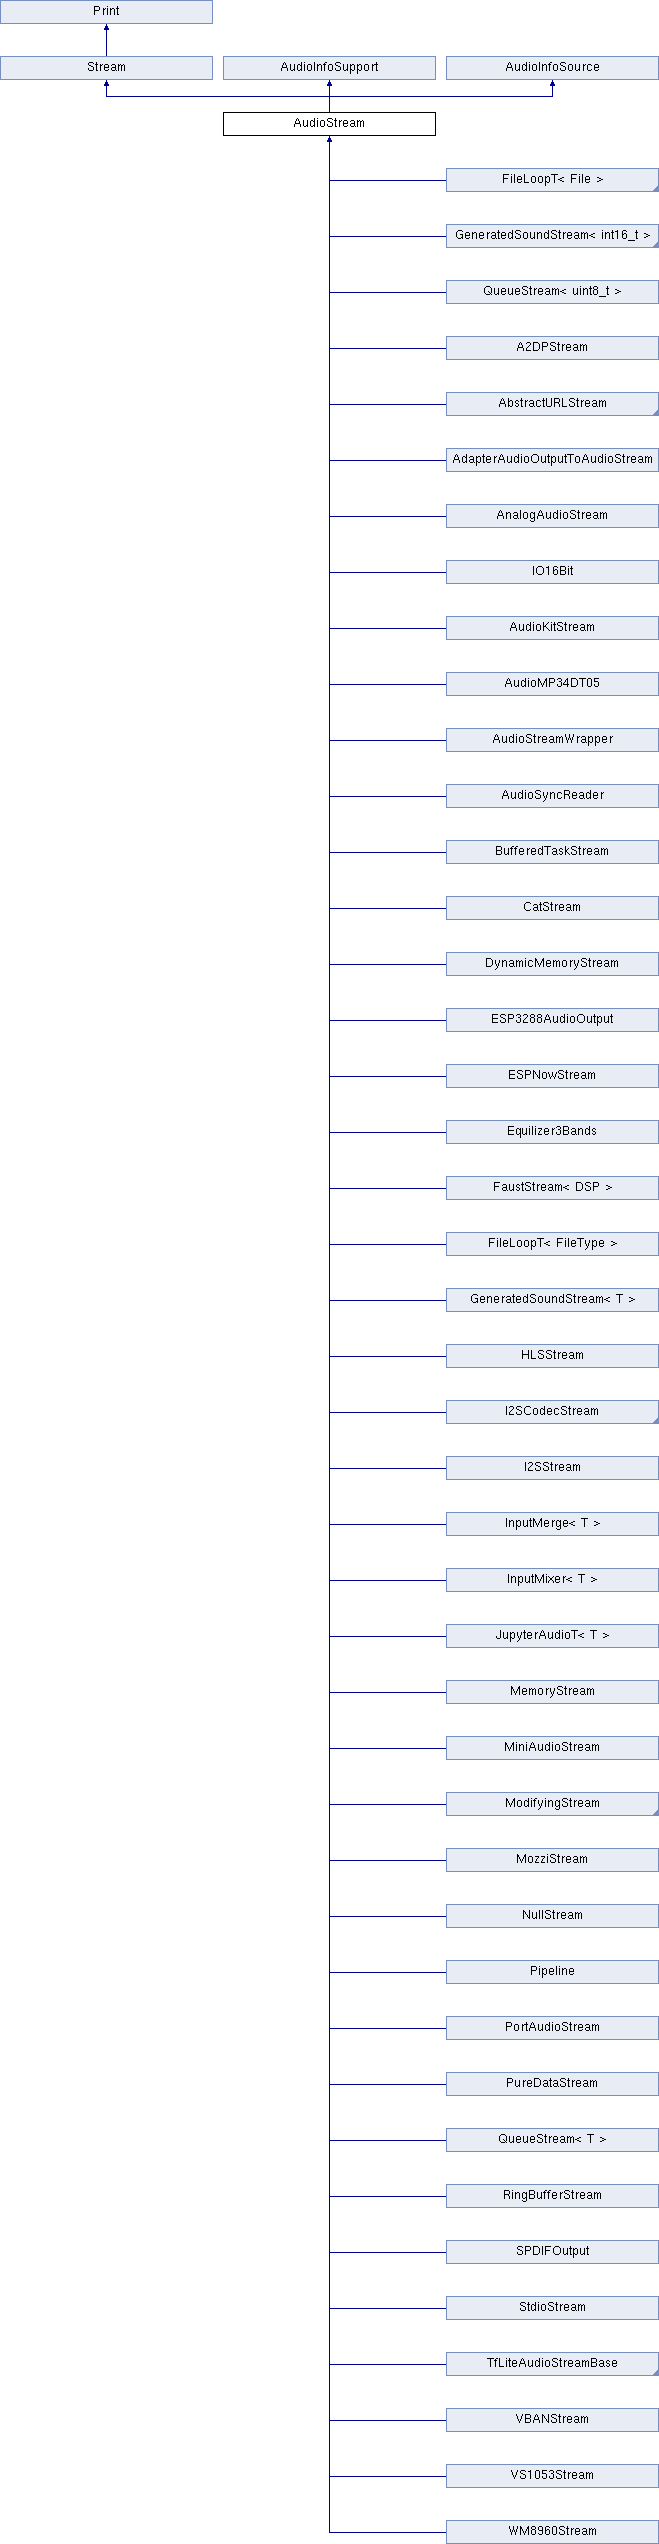 Print
Stream
AudioInfoSupport
AudioInfoSource
AudioStream
FileLoopT< File >
GeneratedSoundStream< int16_t >
QueueStream< uint8_t >
A2DPStream
AbstractURLStream
AdapterAudioOutputToAudioStream
AnalogAudioStream
IO16Bit
AudioKitStream
AudioMP34DT05
AudioStreamWrapper
AudioSyncReader
BufferedTaskStream
CatStream
DynamicMemoryStream
ESP3288AudioOutput
ESPNowStream
Equilizer3Bands
FaustStream< DSP >
FileLoopT< FileType >
GeneratedSoundStream< T >
HLSStream
I2SCodecStream
I2SStream
InputMerge< T >
InputMixer< T >
JupyterAudioT< T >
MemoryStream
MiniAudioStream
ModifyingStream
MozziStream
NullStream
Pipeline
PortAudioStream
PureDataStream
QueueStream< T >
RingBufferStream
SPDIFOutput
StdioStream
TfLiteAudioStreamBase
VBANStream
VS1053Stream
WM8960Stream